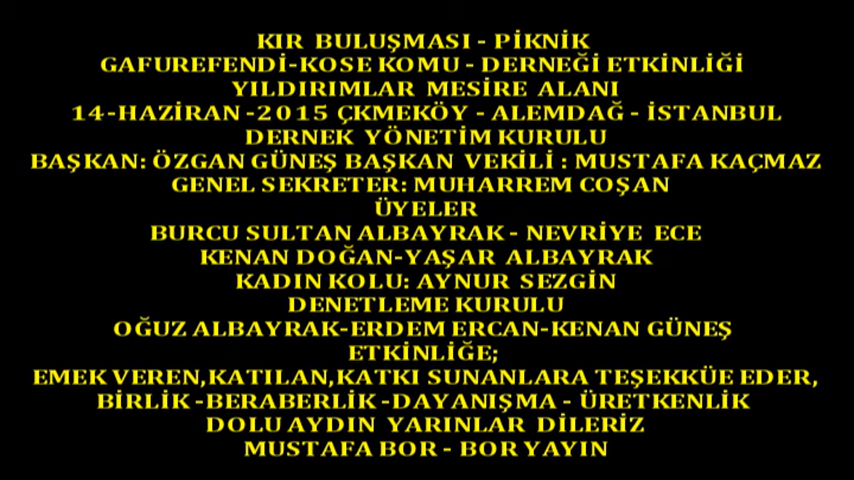 KIR BULUŞMASI - PİKNİK
GAFUREFENDİ-KOSE KOMU - DERNEĞİ ETKİNLİĞİ
YILDIRIMLAR MESİRE ALANI
14-HAZİRAN -2015 ÇKMEKÖY - ALEMDAĞ - İSTANBUL
DERNEK YÖNETİM KURULU
BAŞKAN: ÖZGAN GÜNEŞ BAŞKAN VEKİLİ : MUSTAFA KAÇMAZ
GENEL SEKRETER: MUHARREM COŞAN
ÜYELER
BURCU SULTAN ALBAYRAK - NEVRİYE ECE
KENAN DOĞAN-YAŞAR ALBAYRAK
KADIN KOLU: AYNUR SEZGİN
DENETLEME KURULU
OĞUZ ALBAYRAK-ERDEM ERCAN-KENAN GÜNEŞ
ETKİNLİĞE;
EMEK VEREN,KATILAN,KATKI SUNANLARA TEŞEKKÜE EDER,
BİRLİK -BERABERLİK -DAYANIŞMA - ÜRETKENLİK
DOLU AYDIN YARINLAR DİLERİZ
MUSTAFA BOR - BOR YAYIN